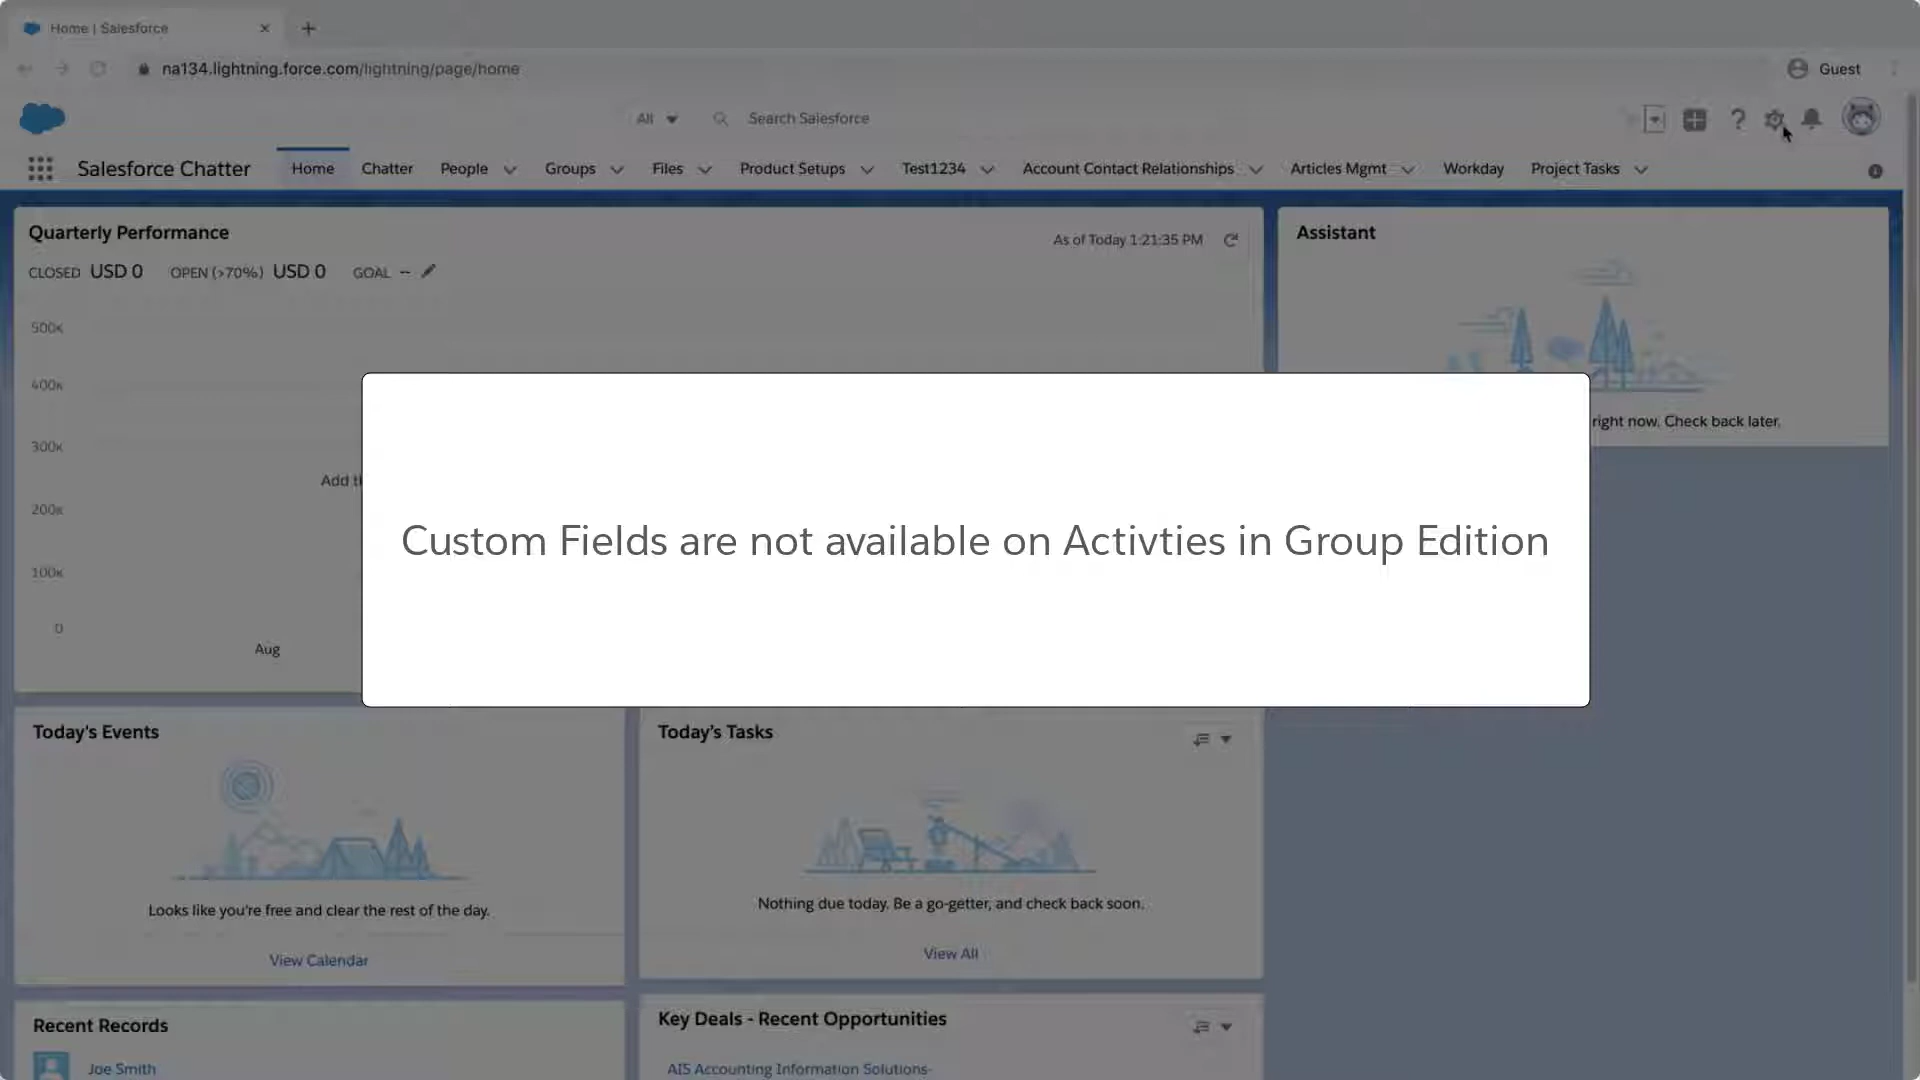 Home | Salesforce
na134.lightning.force.com/lightning/page/home
Guest
All
Search Salesforce
Salesforce Chatter
Home
Chatter
People
Groups
Files
Product Setups
Test1234
Account Contact Relationships
Articles Mgmt
Workday
Project Tasks
Quarterly Performance
As of Today 1:21:35 PM
CLOSED USD 0 OPEN (>70%) USD 0 GOAL --
500K
400K
300K
200K
100K
0
Add
Aug
Assistant
right now. Check back later.
Custom Fields are not available on Activties in Group Edition
Today's Events
Looks like you're free and clear the rest of the day.
View Calendar
Today's Tasks
Nothing due today. Be a go-getter, and check back soon.
View All
Recent Records
Joe Smith
Key Deals - Recent Opportunities
AIS Accounting Information Solutions-